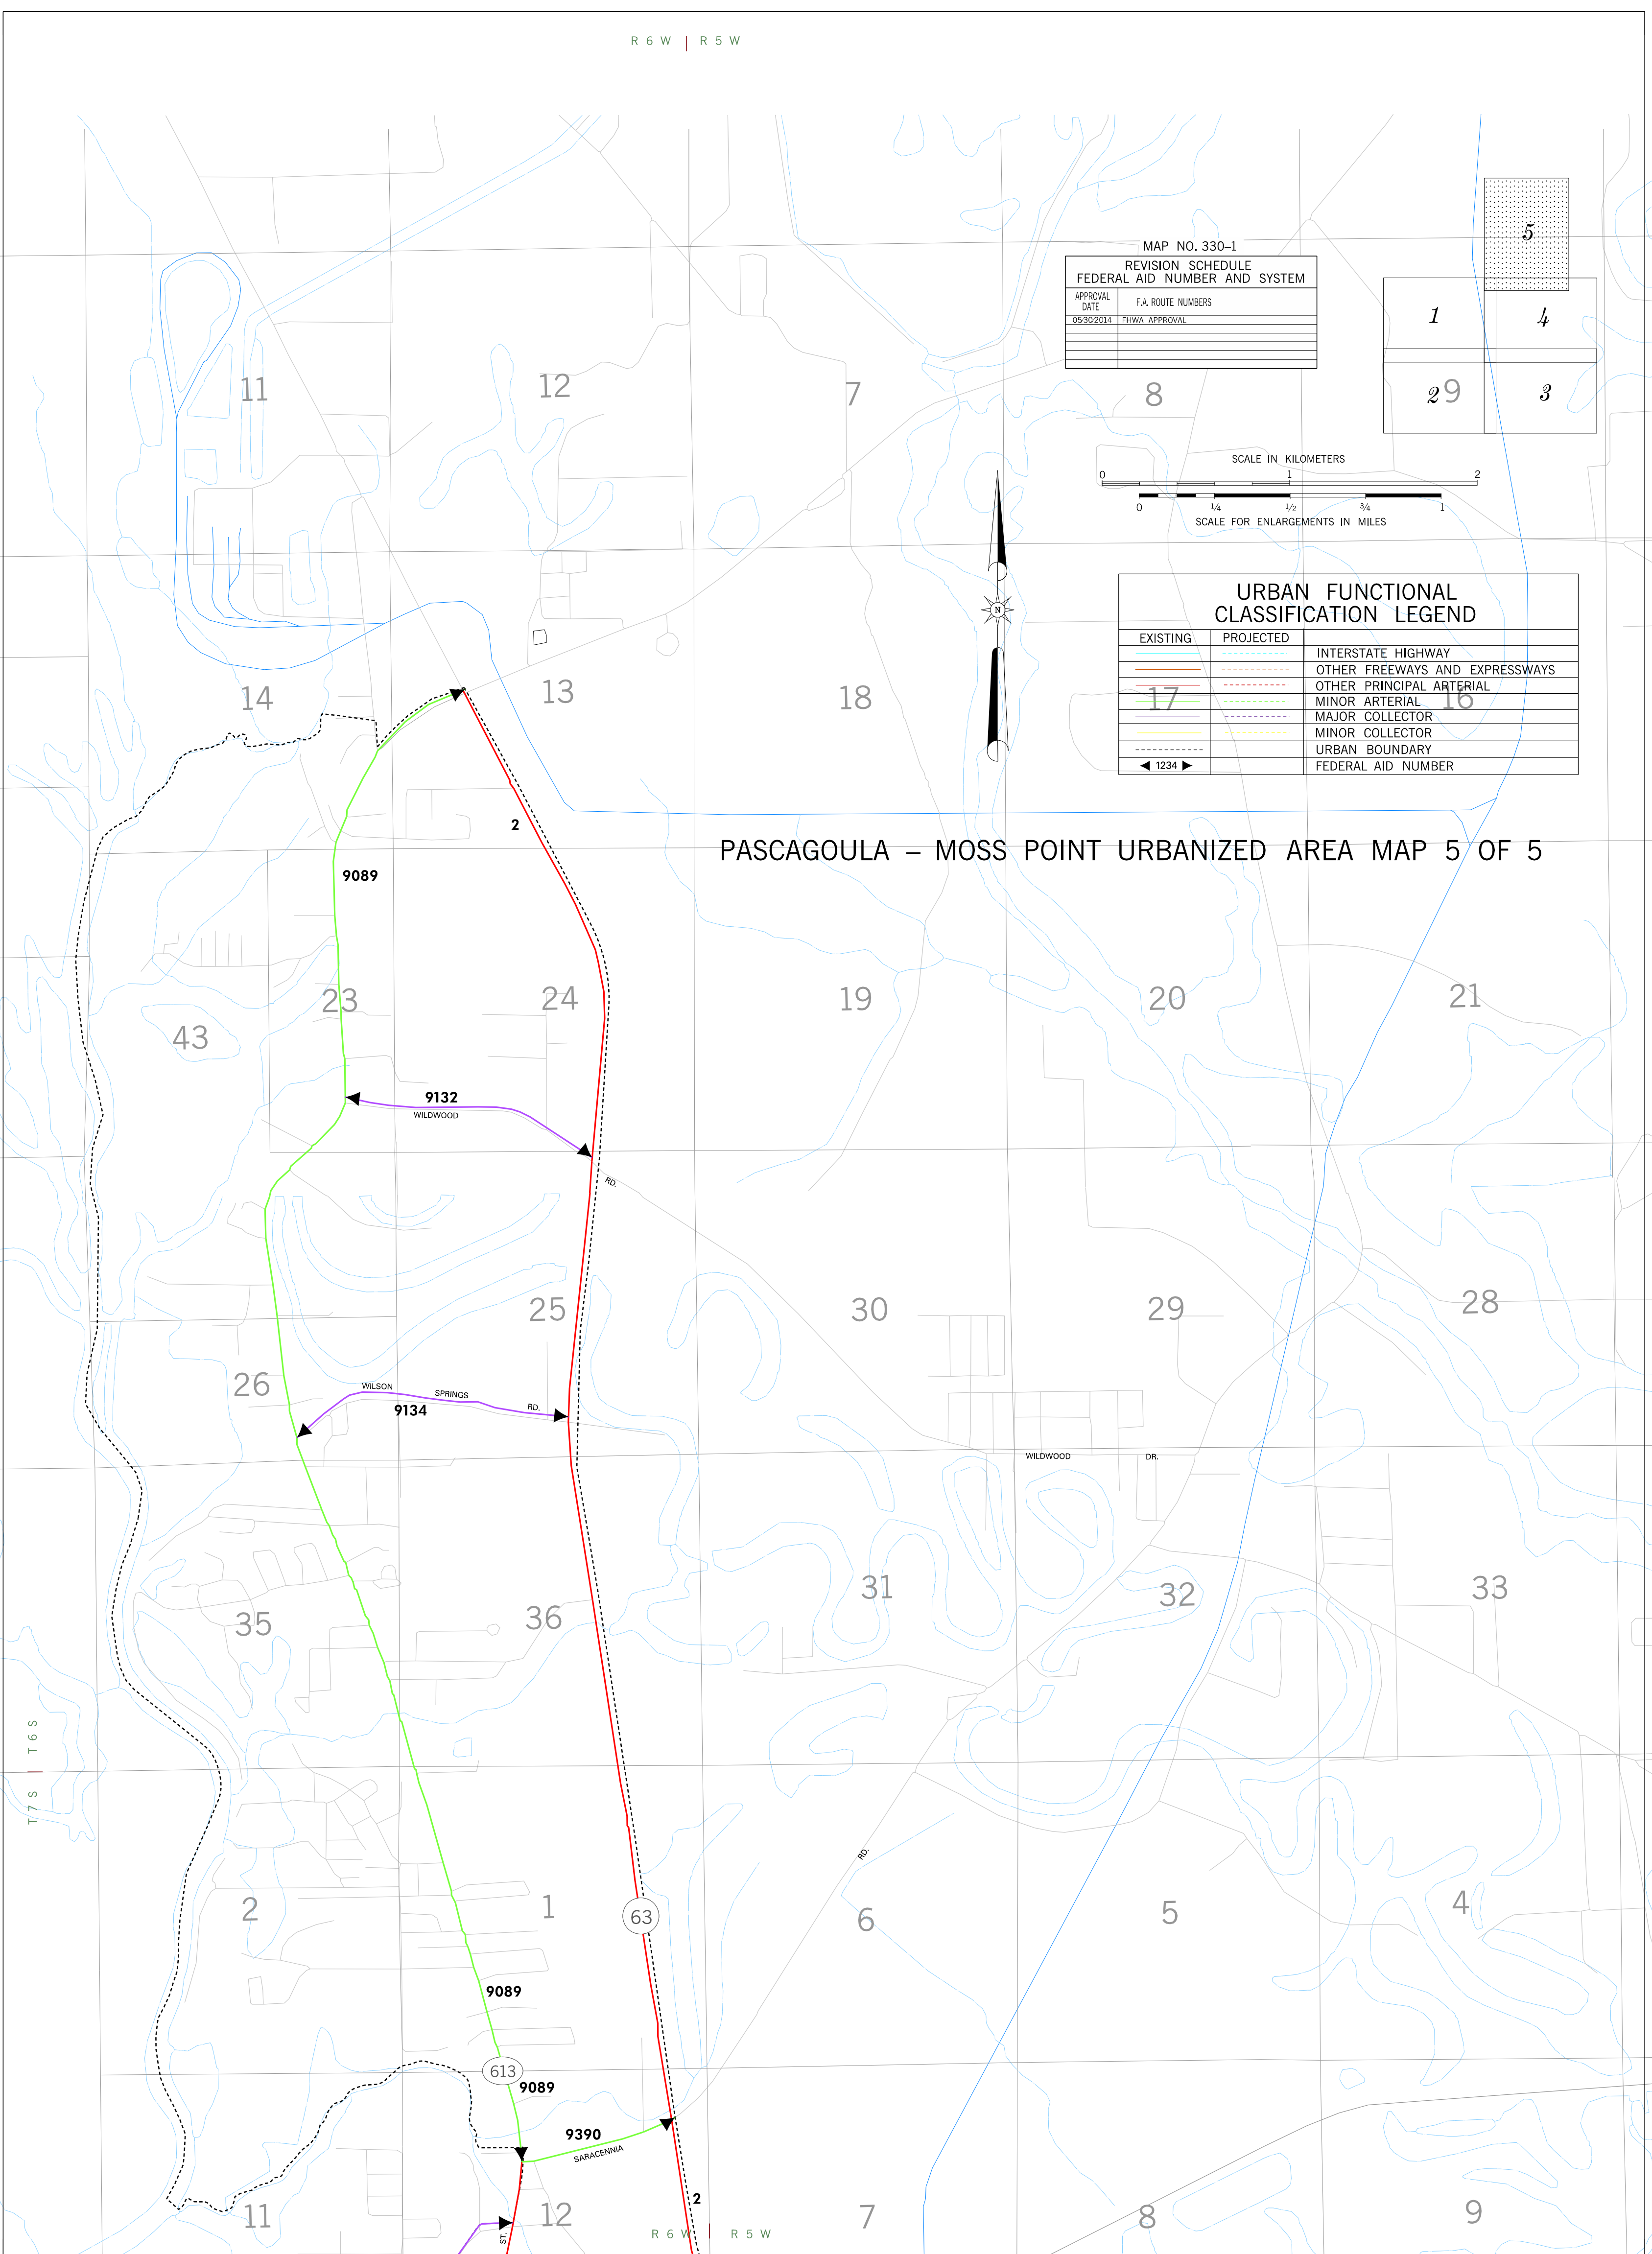 R 6 W | R 5 W
MAP NO. 330–1
REVISION SCHEDULE
FEDERAL AID NUMBER AND SYSTEM
APPROVAL DATE
F.A. ROUTE NUMBERS
05/30/2014 FHWA APPROVAL
5
1 4
2 3
9
11
12
7
8
SCALE IN KILOMETERS
0 1 2
0 1/4 1/2 3/4 1
SCALE FOR ENLARGEMENTS IN MILES
N
URBAN FUNCTIONAL
CLASSIFICATION LEGEND
EXISTING PROJECTED
INTERSTATE HIGHWAY
OTHER FREEWAYS AND EXPRESSWAYS
OTHER PRINCIPAL ARTERIAL
MINOR ARTERIAL
MAJOR COLLECTOR
MINOR COLLECTOR
URBAN BOUNDARY
1234 FEDERAL AID NUMBER
14
13
18
17
16
2
PASCAGOULA – MOSS POINT URBANIZED AREA MAP 5 OF 5
9089
23
24
19
20
21
43
9132
WILDWOOD
RD.
25
30
29
28
26
WILSON SPRINGS RD.
9134
WILDWOOD DR.
31
32
33
35
36
T 7 S | T 6 S
RD.
2
1
63
6
5
4
9089
613
9089
9390
SARACENNIA
2
11
12
7
8
9
ST.
R 6 W | R 5 W